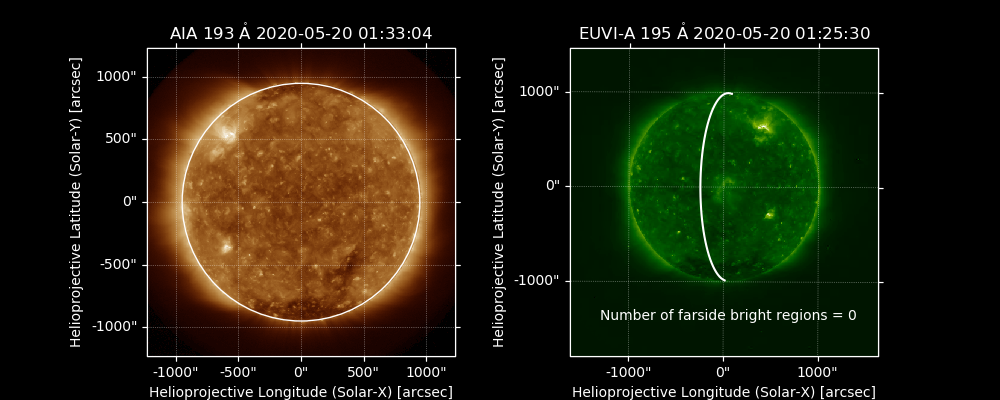 AIA 193 Å 2020-05-20 01:33:04
Helioprojective Latitude (Solar-Y) [arcsec]
1000"
500"
0"
-500"
-1000"
-1000" -500" 0" 500" 1000"
Helioprojective Longitude (Solar-X) [arcsec]
EUVI-A 195 Å 2020-05-20 01:25:30
Helioprojective Latitude (Solar-Y) [arcsec]
1000"
0"
-1000"
Number of farside bright regions = 0
-1000" 0" 1000"
Helioprojective Longitude (Solar-X) [arcsec]